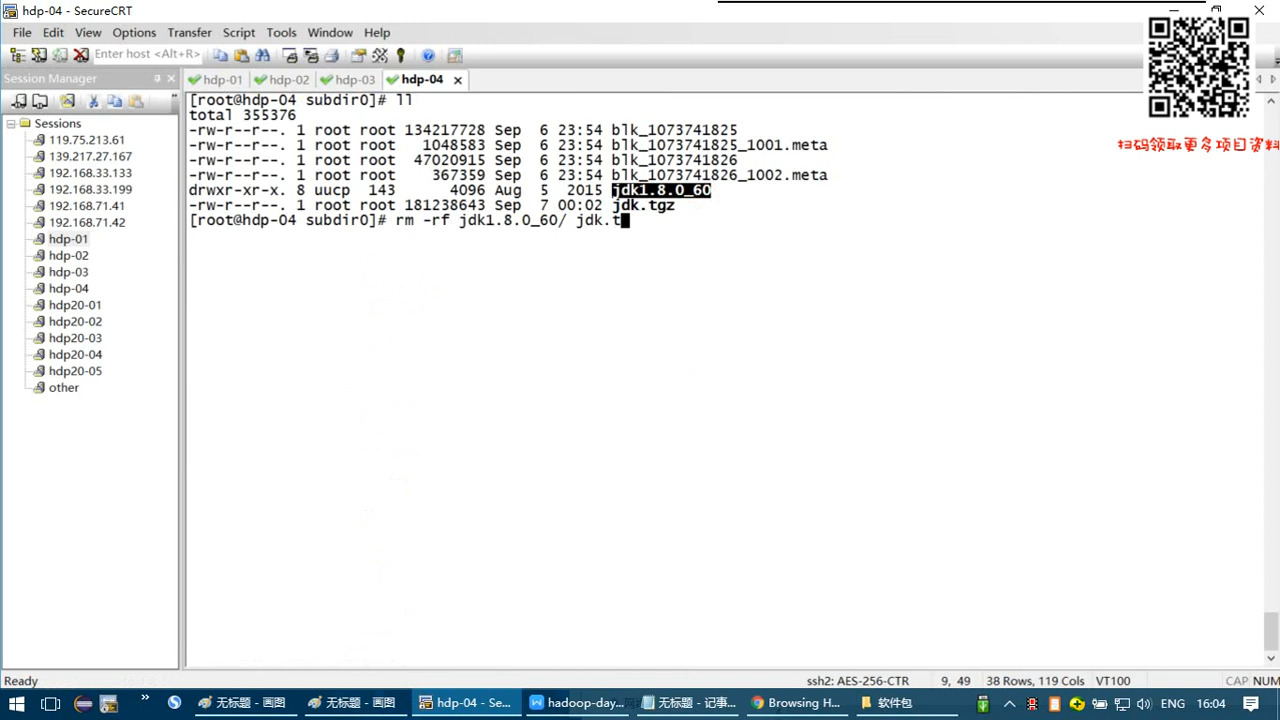 hdp-04 - SecureCRT
File Edit View Options Transfer Script Tools Window Help
Enter host <Alt+R>
Session Manager
hdp-01 hdp-02 hdp-03 hdp-04
Sessions
119.75.213.61
139.217.27.167
192.168.33.133
192.168.33.199
192.168.71.41
192.168.71.42
hdp-01
hdp-02
hdp-03
hdp-04
hdp20-01
hdp20-02
hdp20-03
hdp20-04
hdp20-05
other
[root@hdp-04 subdir0]# ll
total 355376
-rw-r--r--. 1 root root 134217728 Sep 6 23:54 blk_1073741825
-rw-r--r--. 1 root root 1048583 Sep 6 23:54 blk_1073741825_1001.meta
-rw-r--r--. 1 root root 47020915 Sep 6 23:54 blk_1073741826
-rw-r--r--. 1 root root 367359 Sep 6 23:54 blk_1073741826_1002.meta
drwxr-xr-x. 8 uucp 143 4096 Aug 5 2015 jdk1.8.0_60
-rw-r--r--. 1 root root 181238643 Sep 7 00:02 jdk.tgz
[root@hdp-04 subdir0]# rm -rf jdk1.8.0_60/ jdk.t
扫码领取更多项目资料
Ready ssh2: AES-256-CTR 9, 49 38 Rows, 119 Cols VT100 CAP NUM
无标题 - 画图 无标题 - 画图 hdp-04 - Se... hadoop-day... 无标题 - 记事... Browsing H... 软件包 ENG 16:04